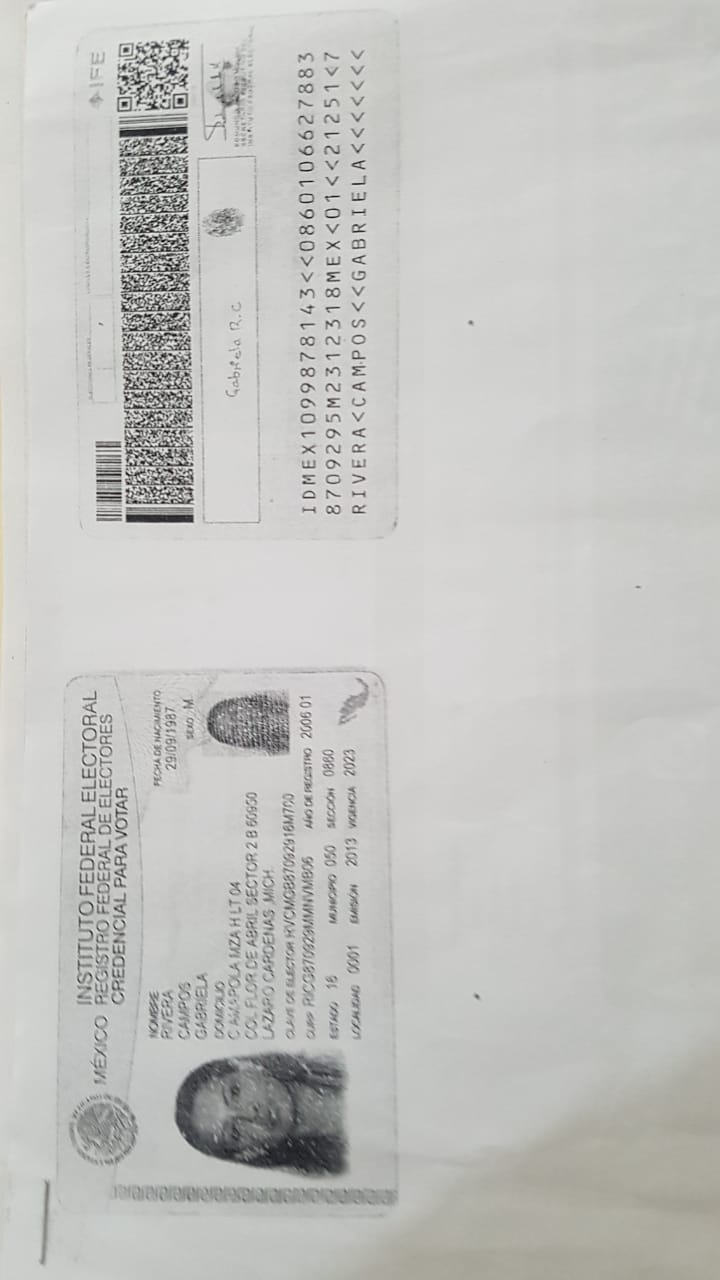 MÉXICO INSTITUTO FEDERAL ELECTORAL
REGISTRO FEDERAL DE ELECTORES
CREDENCIAL PARA VOTAR
NOMBRE
RIVERA
CAMPOS
GABRIELA
FECHA DE NACIMIENTO
29/09/1987
SEXO M
DOMICILIO
C AMAPOLA MZA H LT 04
COL FLOR DE ABRIL SECTOR 2 B 60950
LAZARO CARDENAS ,MICH.
CLAVE DE ELECTOR RVCMGB87092916M700
CURP RICG870929MMNVMB06 AÑO DE REGISTRO 2006 01
ESTADO 16 MUNICIPIO 050 SECCIÓN 0860
LOCALIDAD 0001 EMISIÓN 2013 VIGENCIA 2023
IFE
Gabriela R.C
IDMEX1099878143<<0860106627883
8709295M2312318MEX<01<<21251<7
RIVERA<CAMPOS<<GABRIELA<<<<<<<